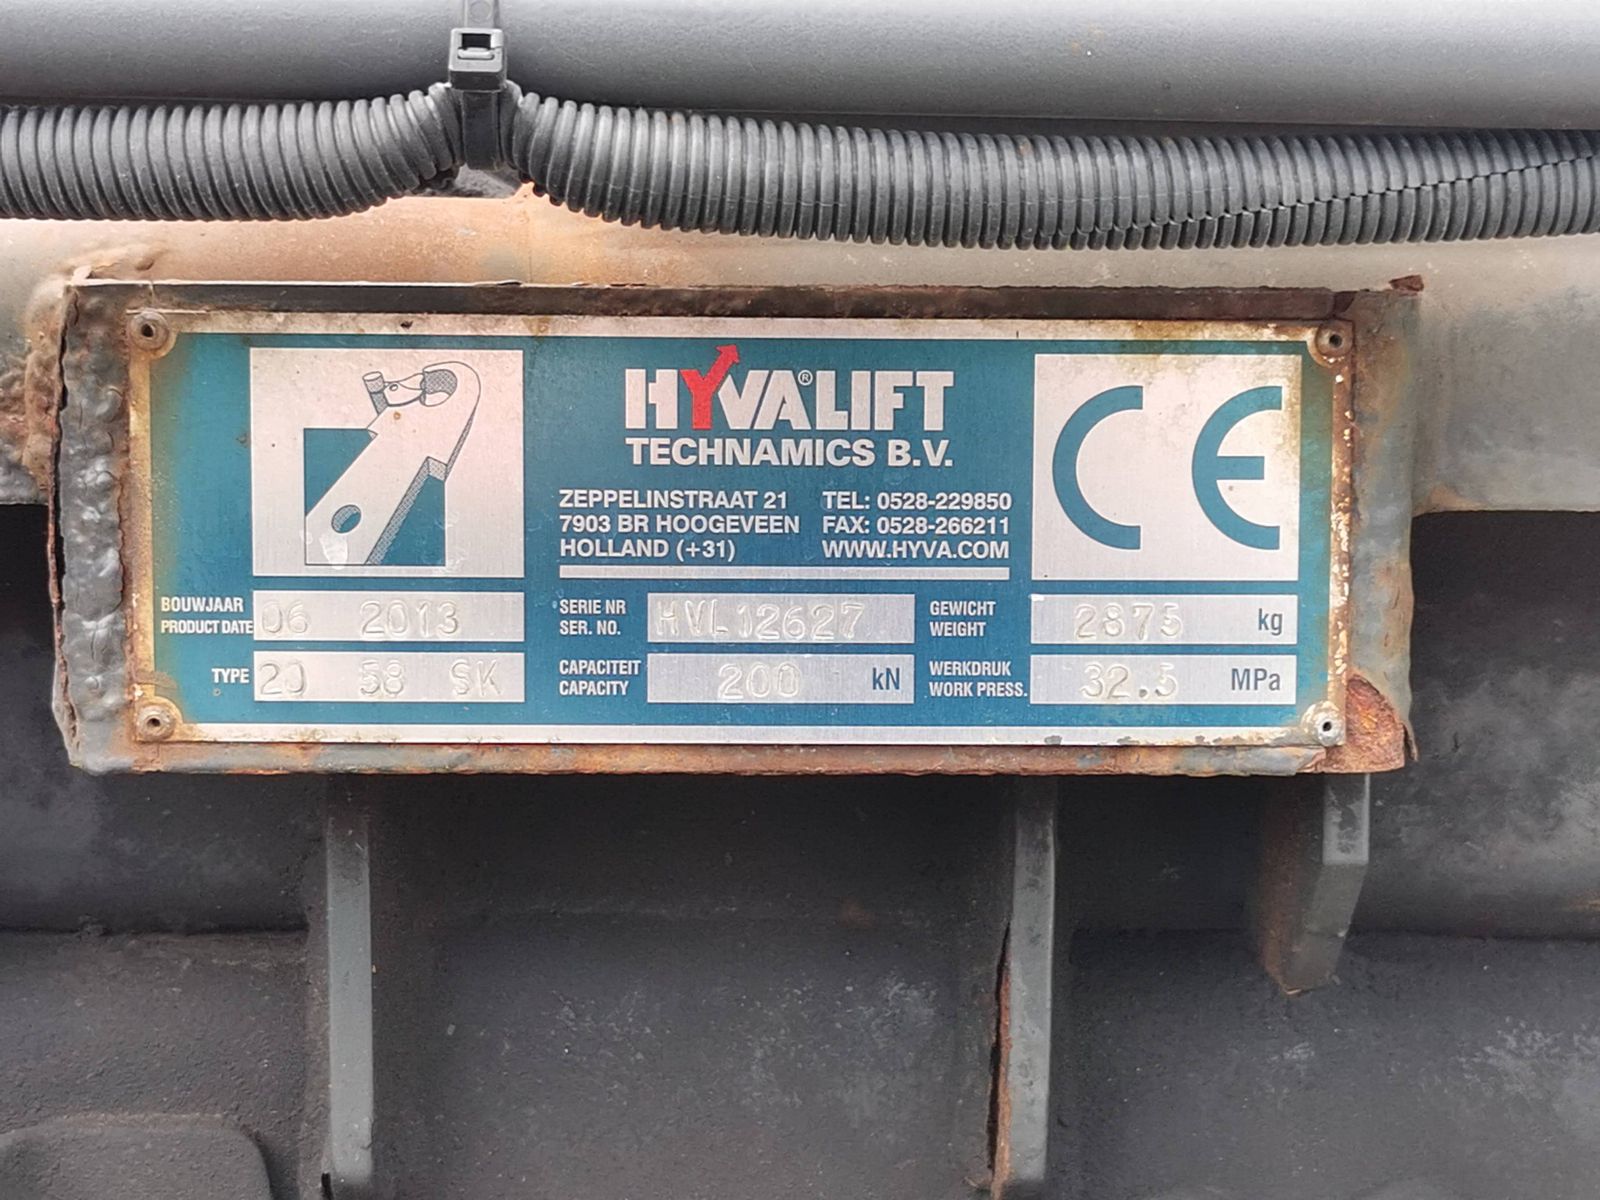 HYVALIFT®
TECHNAMICS B.V.
ZEPPELINSTRAAT 21 TEL: 0528-229850
7903 BR HOOGEVEEN FAX: 0528-266211
HOLLAND (+31) WWW.HYVA.COM
CE
BOUWJAAR
PRODUCT DATE 06 2013
SERIE NR
SER. NO. HVL12627
GEWICHT
WEIGHT 2875 kg
TYPE 20 58 SK
CAPACITEIT
CAPACITY 200 kN
WERKDRUK
WORK PRESS. 32.5 MPa